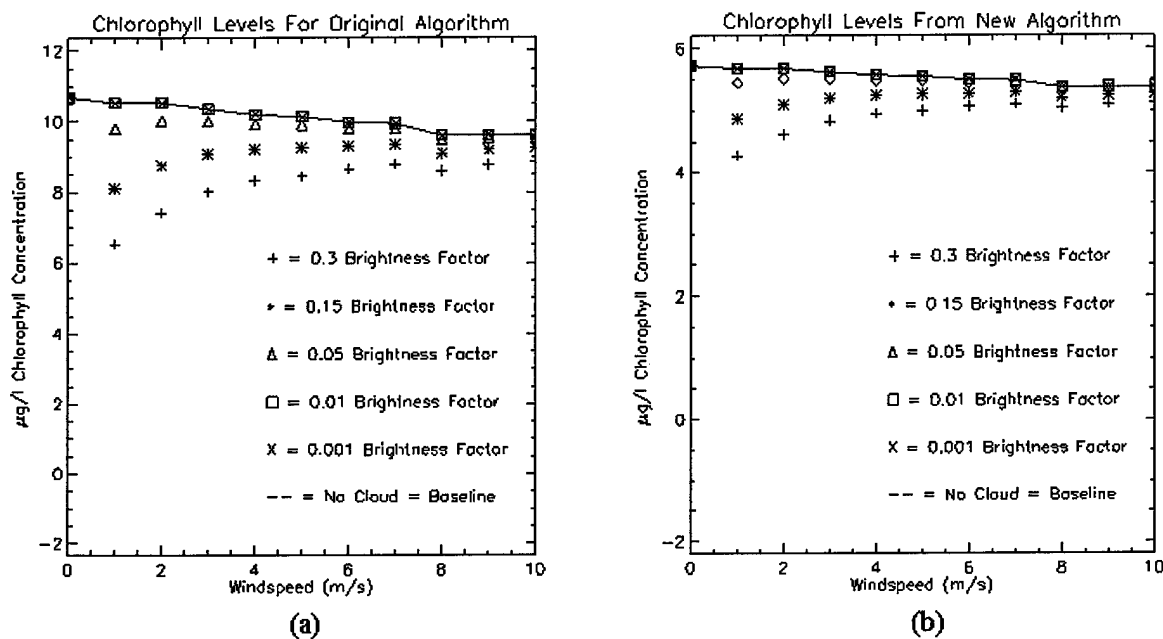 Chlorophyll Levels For Original Algorithm
12
10
8
6
4
2
0
−2
μg/l Chlorophyll Concentration
+ = 0.3 Brightness Factor
* = 0.15 Brightness Factor
△ = 0.05 Brightness Factor
□ = 0.01 Brightness Factor
× = 0.001 Brightness Factor
-- = No Cloud = Baseline
0 2 4 6 8 10
Windspeed (m/s)
(a)
Chlorophyll Levels From New Algorithm
6
4
2
0
−2
μg/l Chlorophyll Concentration
+ = 0.3 Brightness Factor
* = 0.15 Brightness Factor
△ = 0.05 Brightness Factor
□ = 0.01 Brightness Factor
× = 0.001 Brightness Factor
-- = No Cloud = Baseline
0 2 4 6 8 10
Windspeed (m/s)
(b)